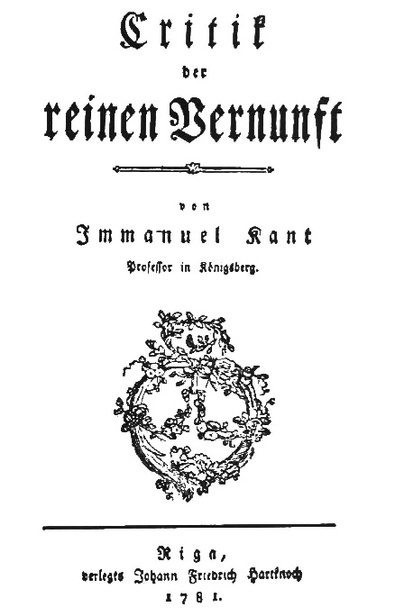 Critik
der
reinen Vernunft
von
Immanuel Kant
Professor in Königsberg.
Riga,
verlegts Johann Friedrich Hartknoch
1781.